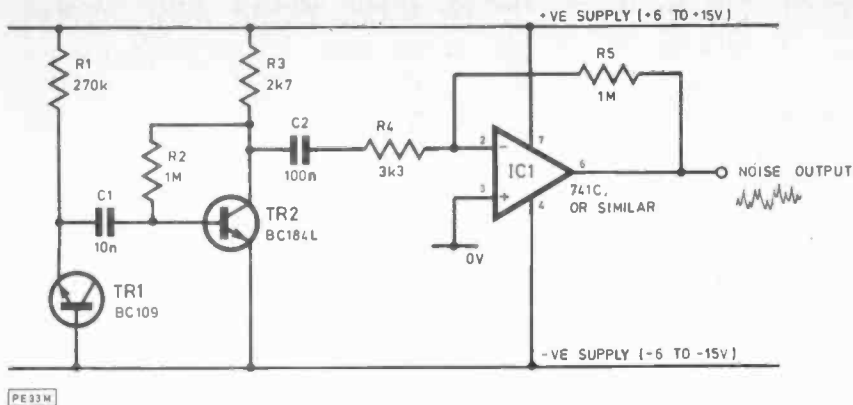 +VE SUPPLY (+6 TO +15V)
R1
270k
R3
2k7
R5
1M
R2
1M
C2
100n
R4
3k3
C1
10n
2
-
3
+
IC1
7
6
4
741C,
OR SIMILAR
NOISE OUTPUT
TR2
BC184L
0V
TR1
BC109
-VE SUPPLY (-6 TO -15V)
PE33M